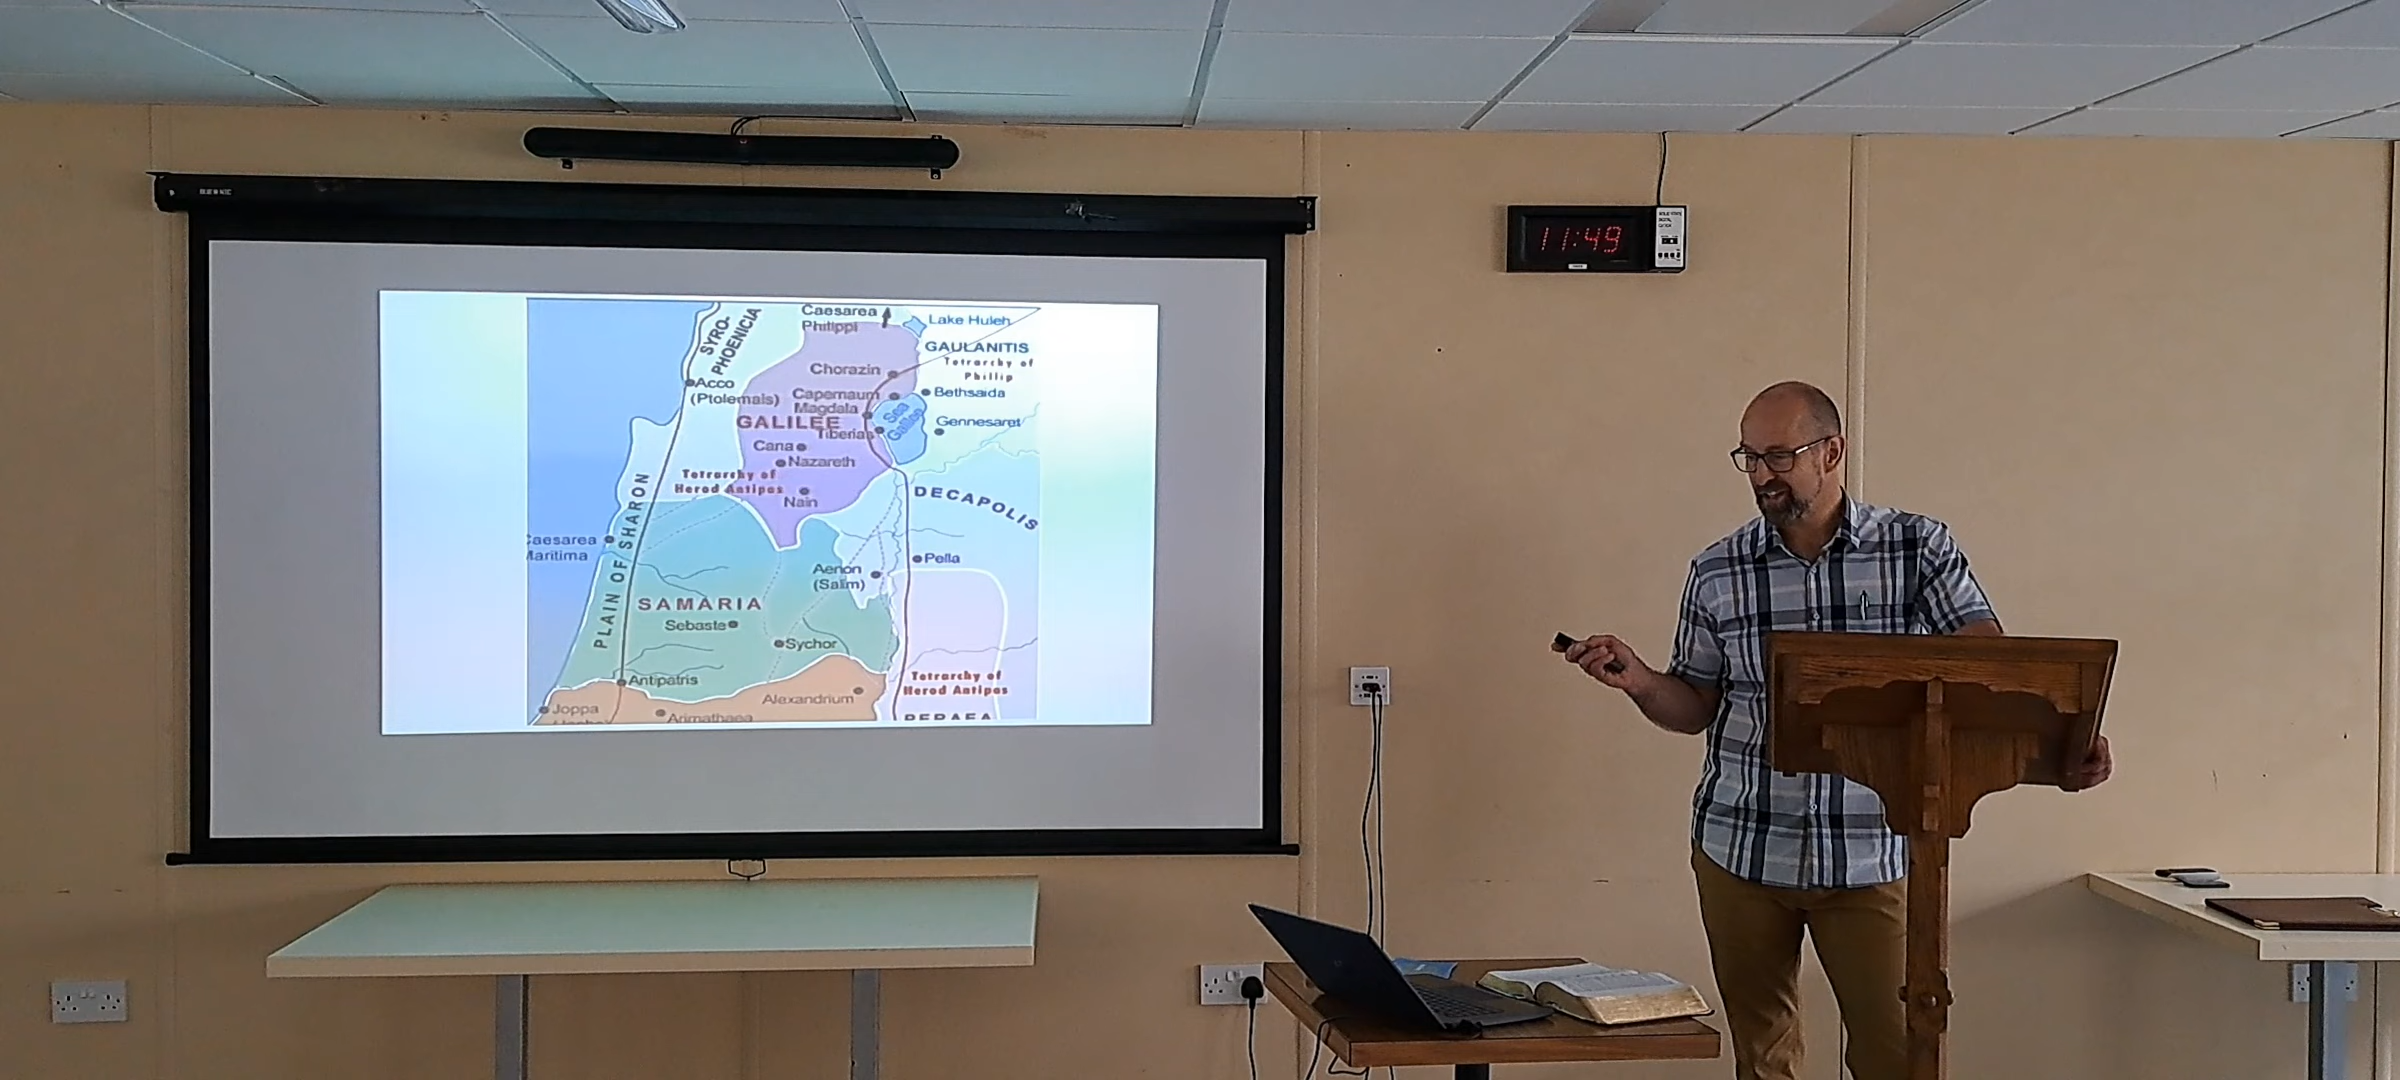 11:49
SYRO-
PHOENICIA
Caesarea
Philippi
Lake Huleh
GAULANITIS
Tetrarchy of
Phillip
Chorazin
Acco
(Ptolemais)
Capernaum
Bethsaida
Magdala
GALILEE
Sea
Galilee
Gennesaret
Tiberias
Cana
Nazareth
Tetrarchy of
Herod Antipas
Nain
DECAPOLIS
PLAIN OF SHARON
Caesarea
Maritima
Pella
Aenon
(Salim)
SAMARIA
Sebaste
Sychor
Antipatris
Tetrarchy of
Herod Antipas
Alexandrium
Joppa
Arimathaea
PERAEA